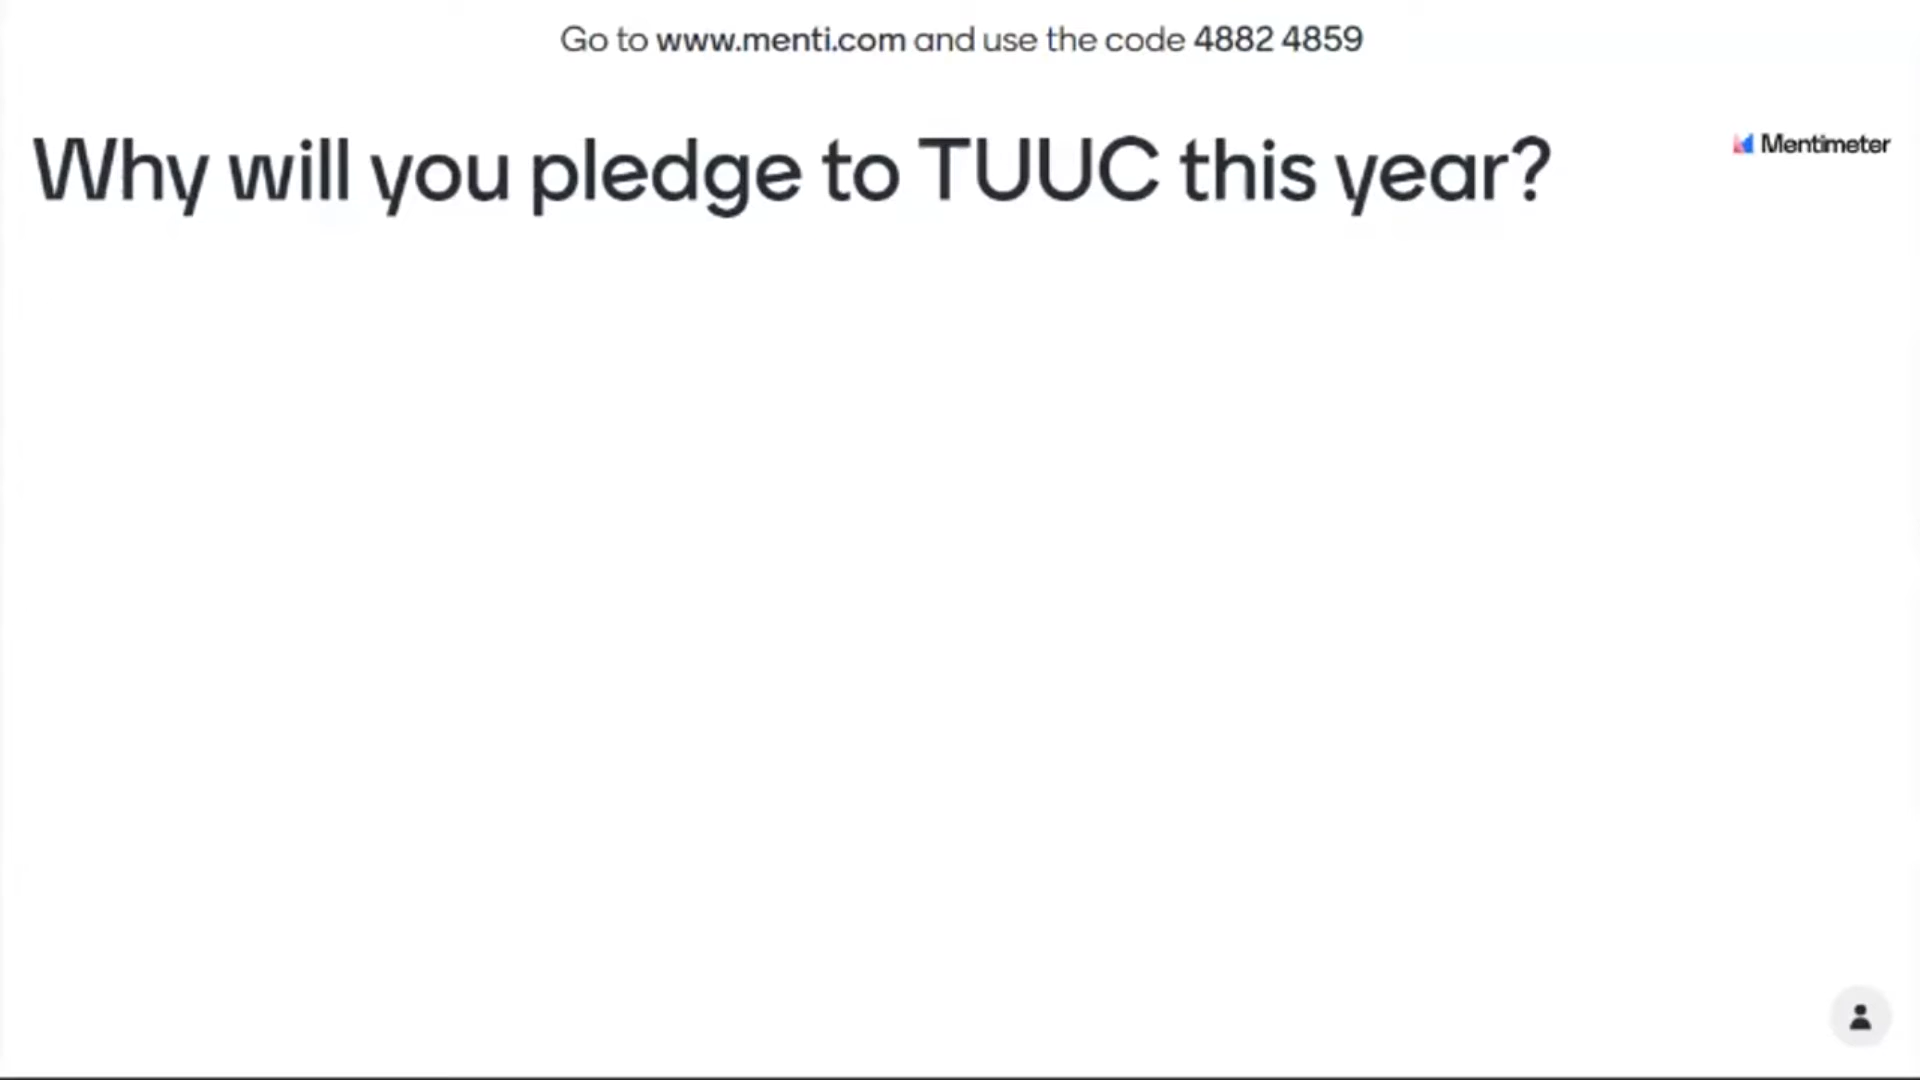 Go to www.menti.com and use the code 4882 4859
Why will you pledge to TUUC this year?
Mentimeter